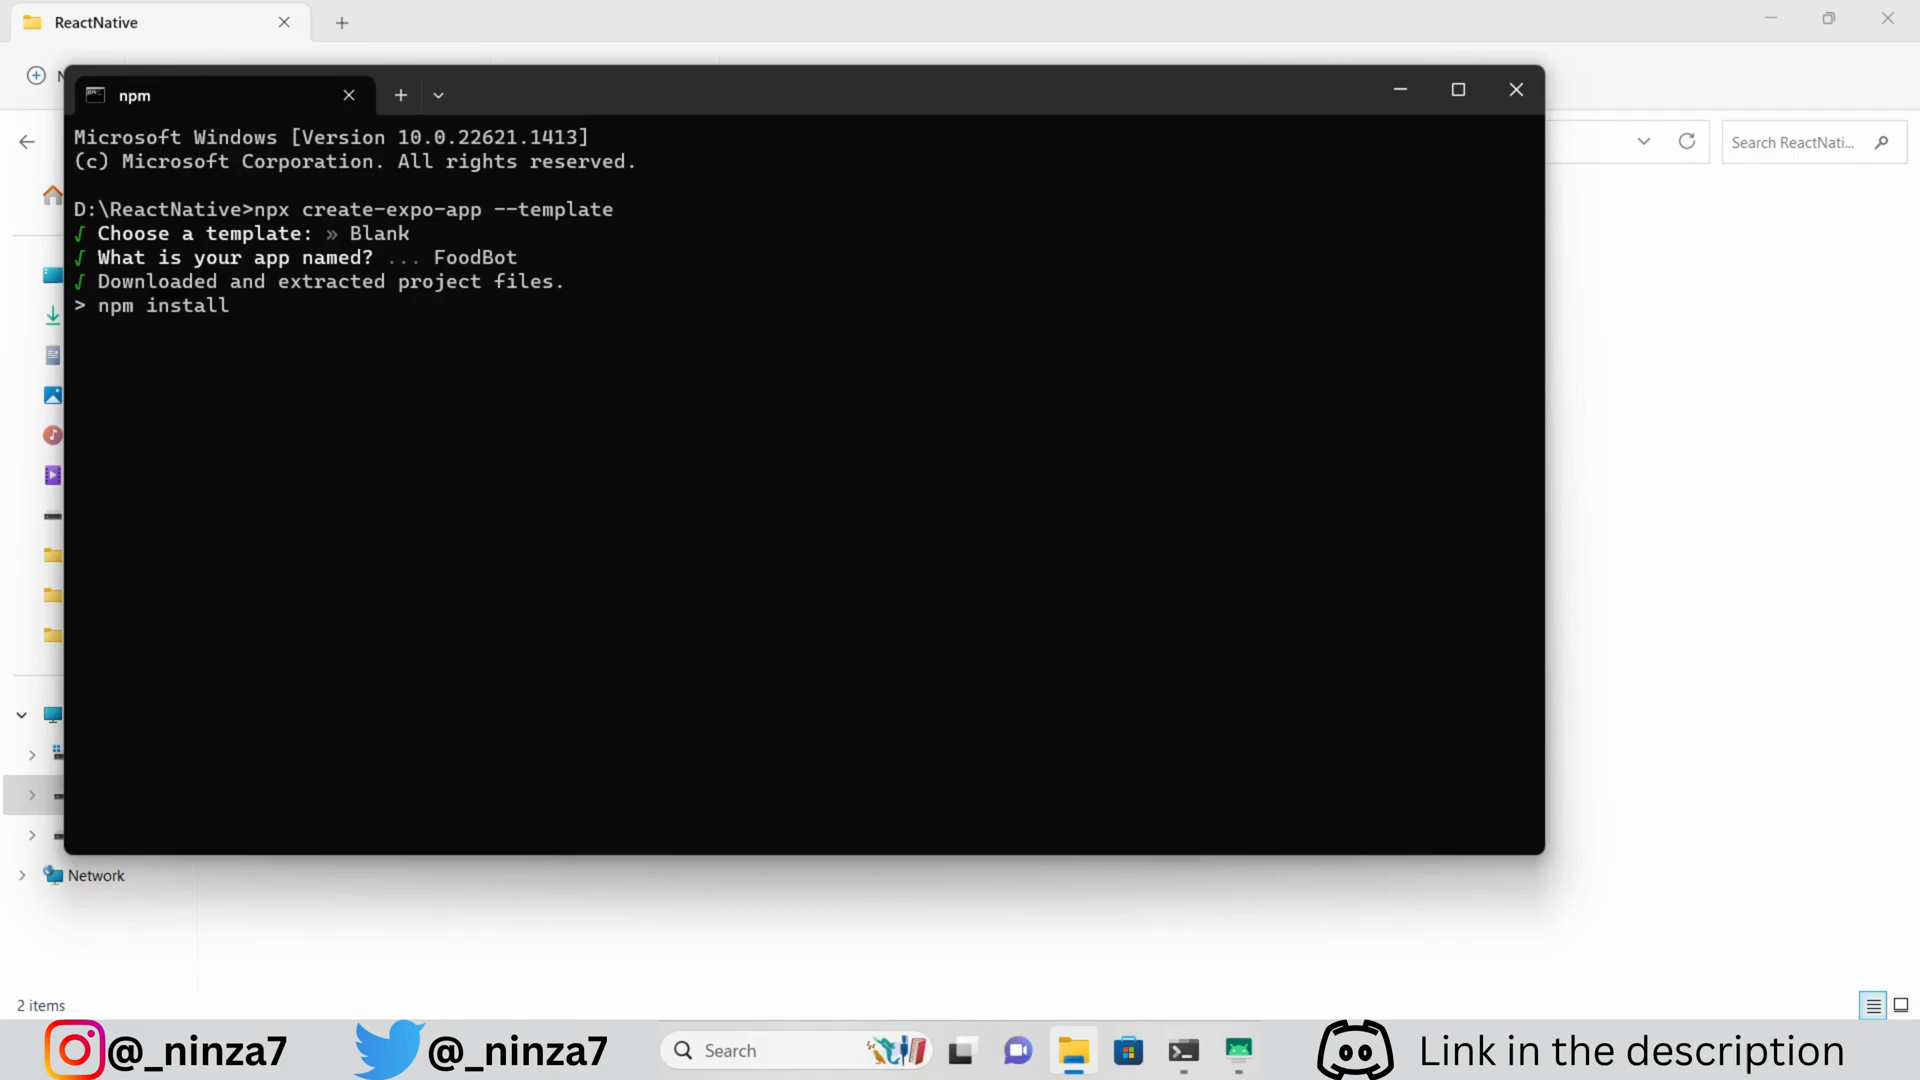 ReactNative
N
npm
Microsoft Windows [Version 10.0.22621.1413]
(c) Microsoft Corporation. All rights reserved.
Search ReactNati...
D:\ReactNative>npx create-expo-app --template
√ Choose a template: » Blank
√ What is your app named? ... FoodBot
√ Downloaded and extracted project files.
> npm install
Network
2 items
@_ninza7
@_ninza7
Search
Link in the description